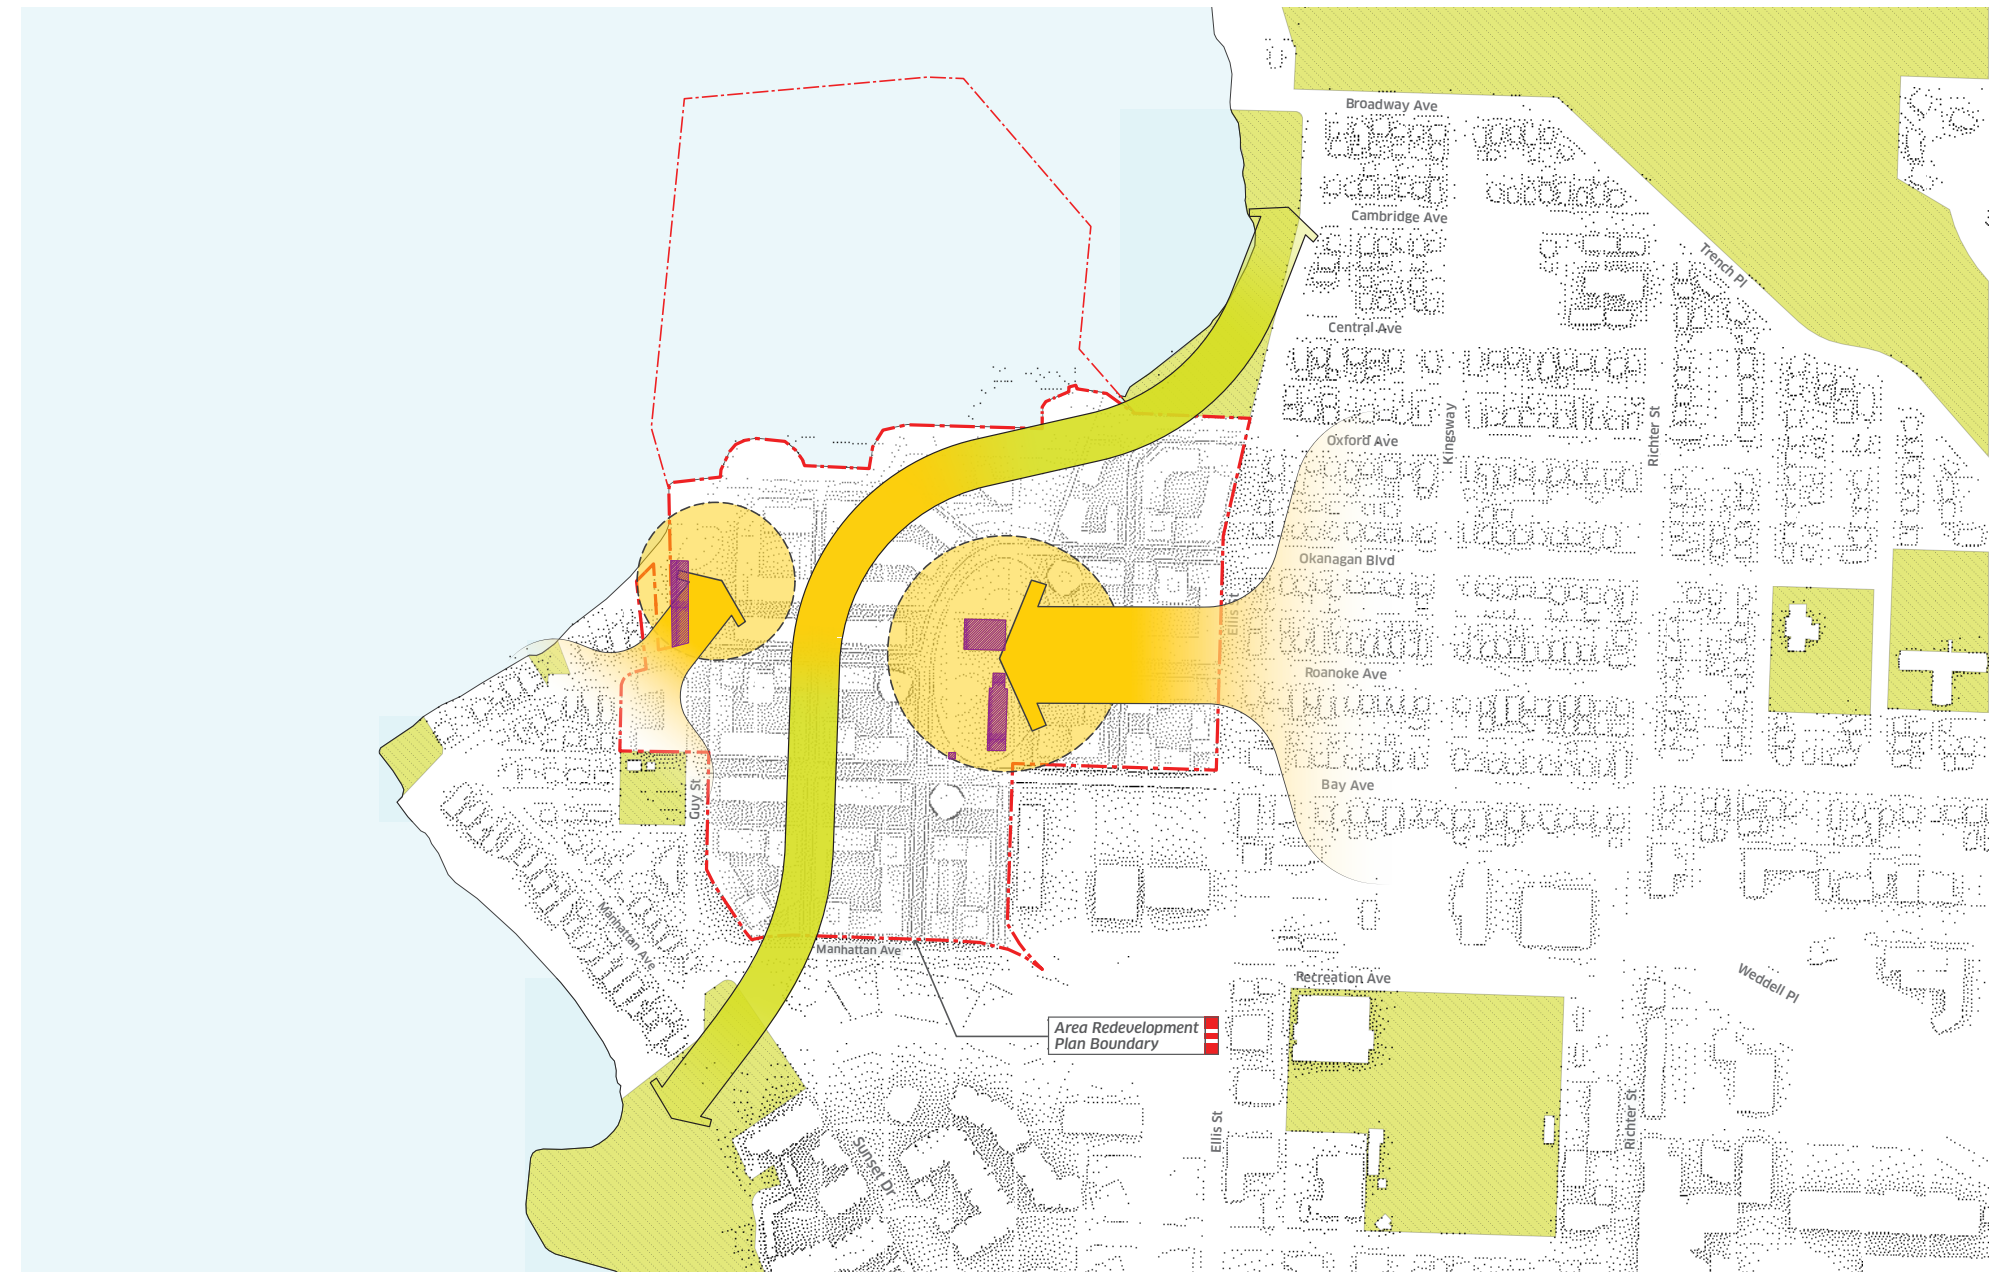 Broadway Ave
Cambridge Ave
Trench Pl
Central Ave
Kingsway
Richter St
Oxford Ave
Okanagan Blvd
Ellis St
Roanoke Ave
Bay Ave
Guy St
Manhattan Ave
Manhattan Ave
Recreation Ave
Weddell Pl
Area Redevelopment
Plan Boundary
Ellis St
Richter St
Sunset Dr